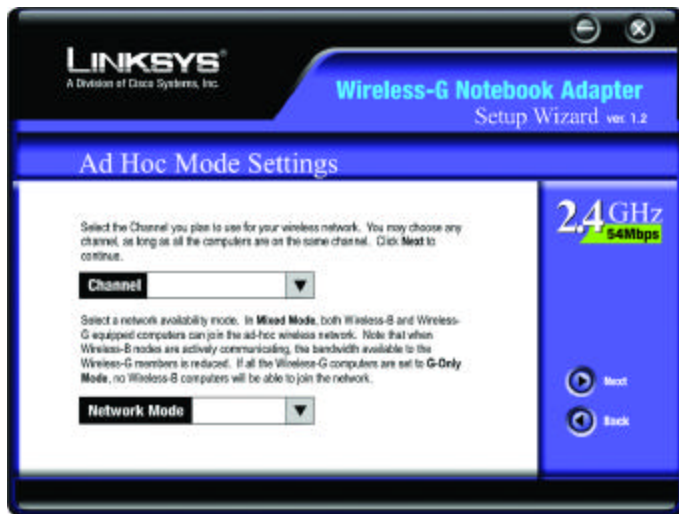 LINKSYS®
A Division of Cisco Systems, Inc.
Wireless-G Notebook Adapter
Setup Wizard ver. 1.2
Ad Hoc Mode Settings
2.4 GHz
54Mbps
Select the Channel you plan to use for your wireless network. You may choose any
channel, as long as all the computers are on the same channel. Click Next to
continue.
Channel
Select a network availability mode. In Mixed Mode, both Wireless-B and Wireless-
G equipped computers can join the ad-hoc wireless network. Note that when
Wireless-B nodes are actively communicating, the bandwidth available to the
Wireless-G members is reduced. If all the Wireless-G computers are set to G-Only
Mode, no Wireless-B computers will be able to join the network.
Network Mode
Next
Back